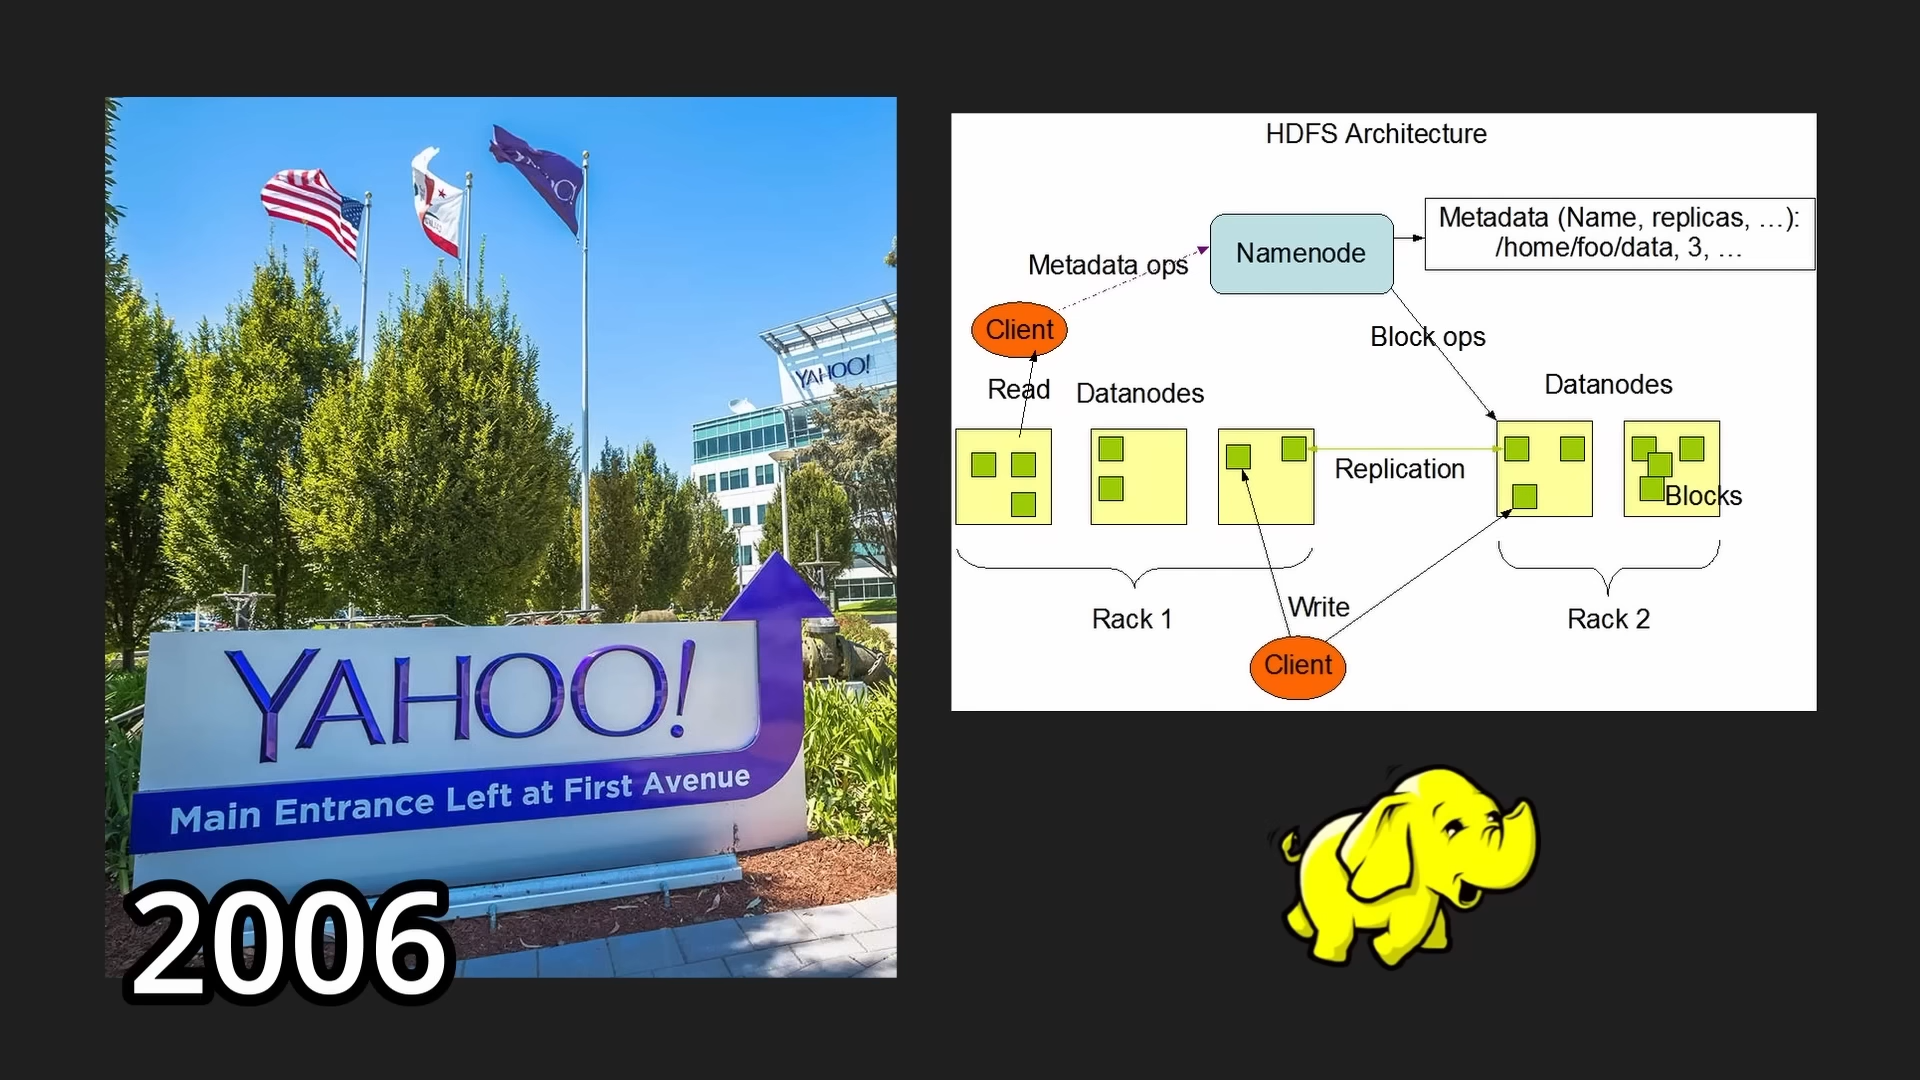 YAHOO!
YAHOO!
Main Entrance Left at First Avenue
2006
HDFS Architecture
Metadata (Name, replicas, …):
/home/foo/data, 3, …
Namenode
Metadata ops
Client
Block ops
Read
Datanodes
Datanodes
Replication
Blocks
Write
Rack 1
Rack 2
Client